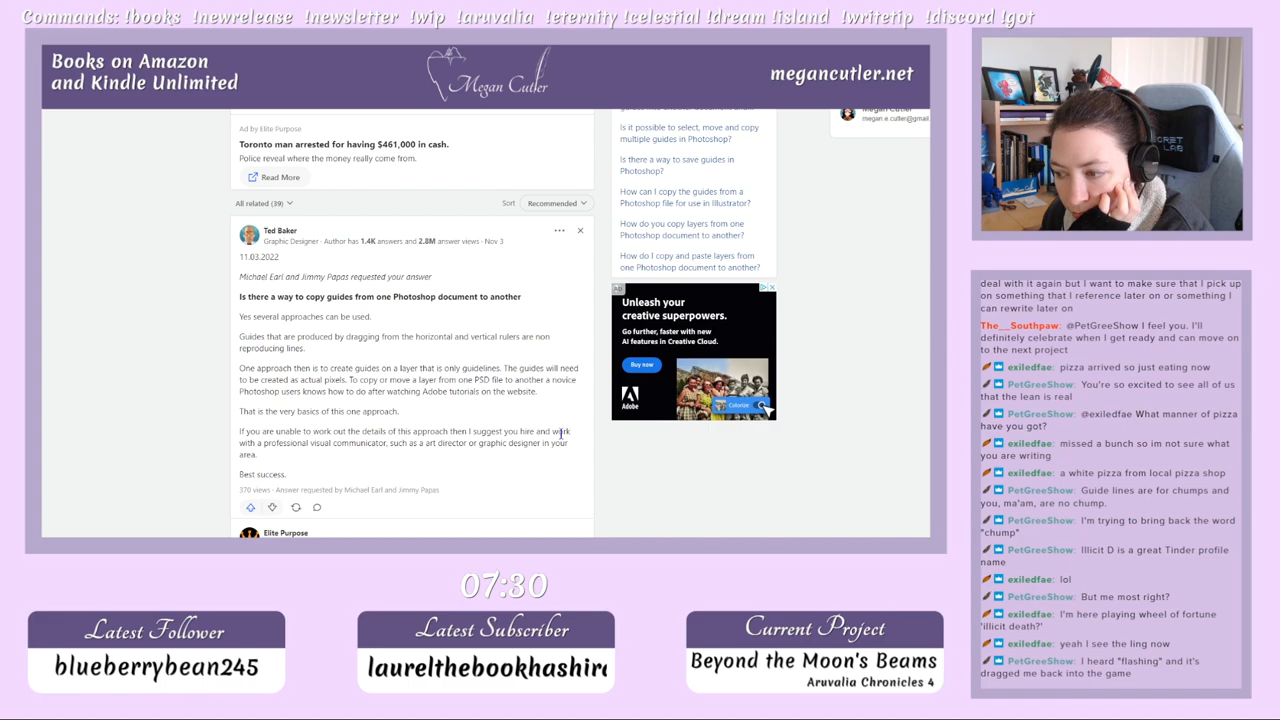 Commands: !books !newrelease !newsletter !wip !aruvalia !eternity !celestial !dream !island !writetip !discord !got
Books on Amazon
and Kindle Unlimited
Megan Cutler
megancutler.net
Ad by Elite Purpose
Toronto man arrested for having $461,000 in cash.
Police reveal where the money really come from.
Read More
All related (39)
Sort
Recommended
Ted Baker
Graphic Designer · Author has 1.4K answers and 2.8M answer views · Nov 3
11.03.2022
Michael Earl and Jimmy Papas requested your answer
Is there a way to copy guides from one Photoshop document to another
Yes several approaches can be used.
Guides that are produced by dragging from the horizontal and vertical rulers are non
reproducing lines.
One approach then is to create guides on a layer that is only guidelines. The guides will need
to be created as actual pixels. To copy or move a layer from one PSD file to another a novice
Photoshop users knows how to do after watching Adobe tutorials on the website.
That is the very basics of this one approach.
If you are unable to work out the details of this approach then I suggest you hire and work
with a professional visual communicator, such as a art director or graphic designer in your
area.
Best success.
370 views · Answer requested by Michael Earl and Jimmy Papas
Elite Purpose
Is it possible to select, move and copy
multiple guides in Photoshop?
Is there a way to save guides in
Photoshop?
How can I copy the guides from a
Photoshop file for use in Illustrator?
How do you copy layers from one
Photoshop document to another?
How do I copy and paste layers from
one Photoshop document to another?
AD
Unleash your
creative superpowers.
Go further, faster with new
AI features in Creative Cloud.
Buy now
Adobe
Colorize
Megan Cutler
megan.e.cutler@gmail
SECRET
LAB
deal with it again but I want to make sure that I pick up
on something that I reference later on or something I
can rewrite later on
The__Southpaw: @PetGreeShow I feel you. I'll
definitely celebrate when I get ready and can move on
to the next project
exiledfae: pizza arrived so just eating now
PetGreeShow: You're so excited to see all of us
that the lean is real
PetGreeShow: @exiledfae What manner of pizza
have you got?
exiledfae: missed a bunch so im not sure what
you are writing
exiledfae: a white pizza from local pizza shop
PetGreeShow: Guide lines are for chumps and
you, ma'am, are no chump.
PetGreeShow: I'm trying to bring back the word
"chump"
PetGreeShow: Illicit D is a great Tinder profile
name
exiledfae: lol
PetGreeShow: But me most right?
exiledfae: I'm here playing wheel of fortune
'illicit death?'
exiledfae: yeah I see the ling now
PetGreeShow: I heard "flashing" and it's
dragged me back into the game
07:30
Latest Follower
blueberrybean245
Latest Subscriber
laurelthebookhashira
Current Project
Beyond the Moon's Beams
Aruvalia Chronicles 4